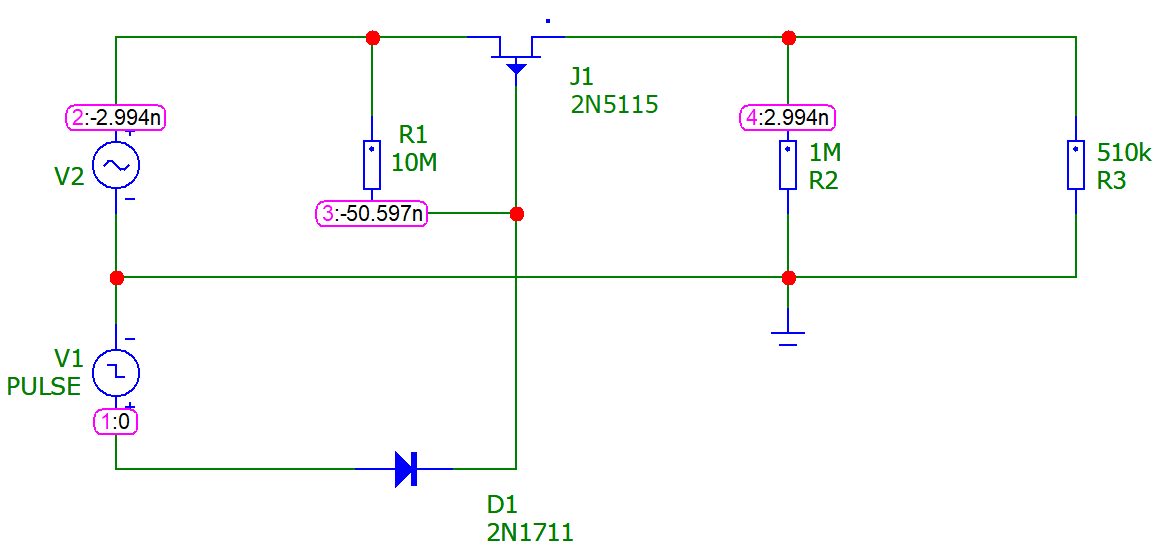 J1
2N5115
2:-2.994n
V2
R1
10M
4:2.994n
1M
R2
510k
R3
3:-50.597n
V1
PULSE
1:0
D1
2N1711